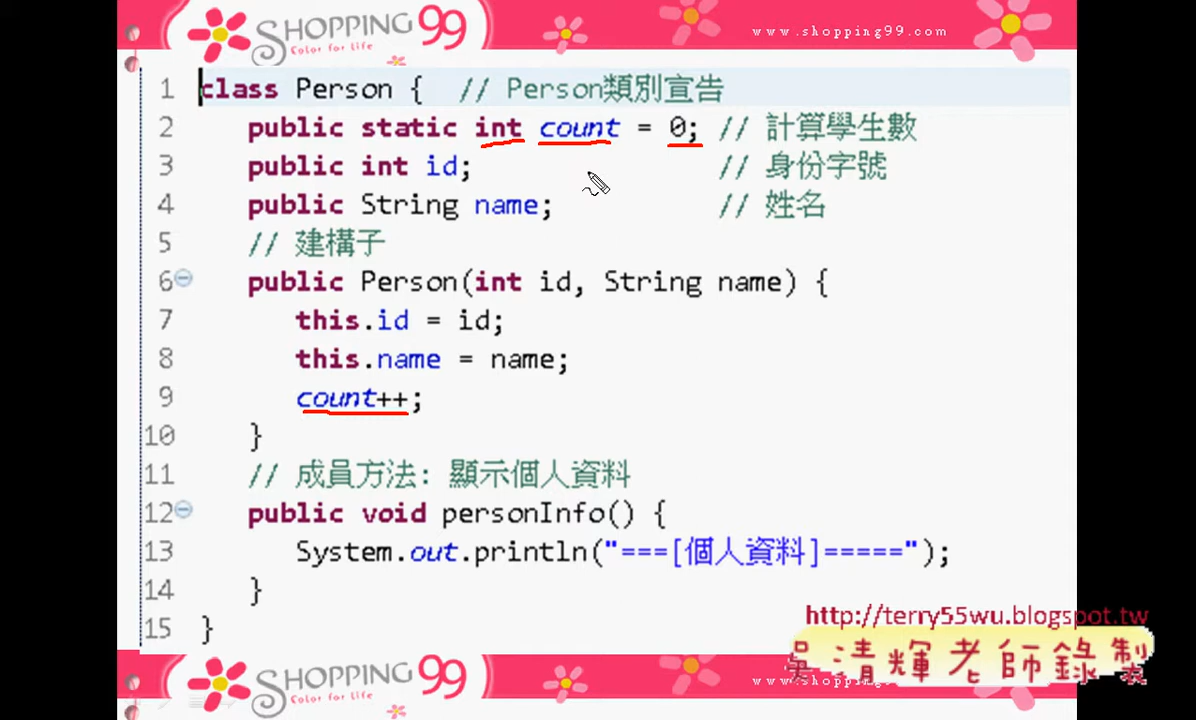 SHOPPING 99
Color for Life
www.shopping99.com
1 class Person { // Person類別宣告
2 public static int count = 0; // 計算學生數
3 public int id; // 身份字號
4 public String name; // 姓名
5 // 建構子
6 public Person(int id, String name) {
7 this.id = id;
8 this.name = name;
9 count++;
10 }
11 // 成員方法: 顯示個人資料
12 public void personInfo() {
13 System.out.println("===[個人資料]=====");
14 }
15 }
http://terry55wu.blogspot.tw
吳清輝老師錄製
SHOPPING 99
Color for Life